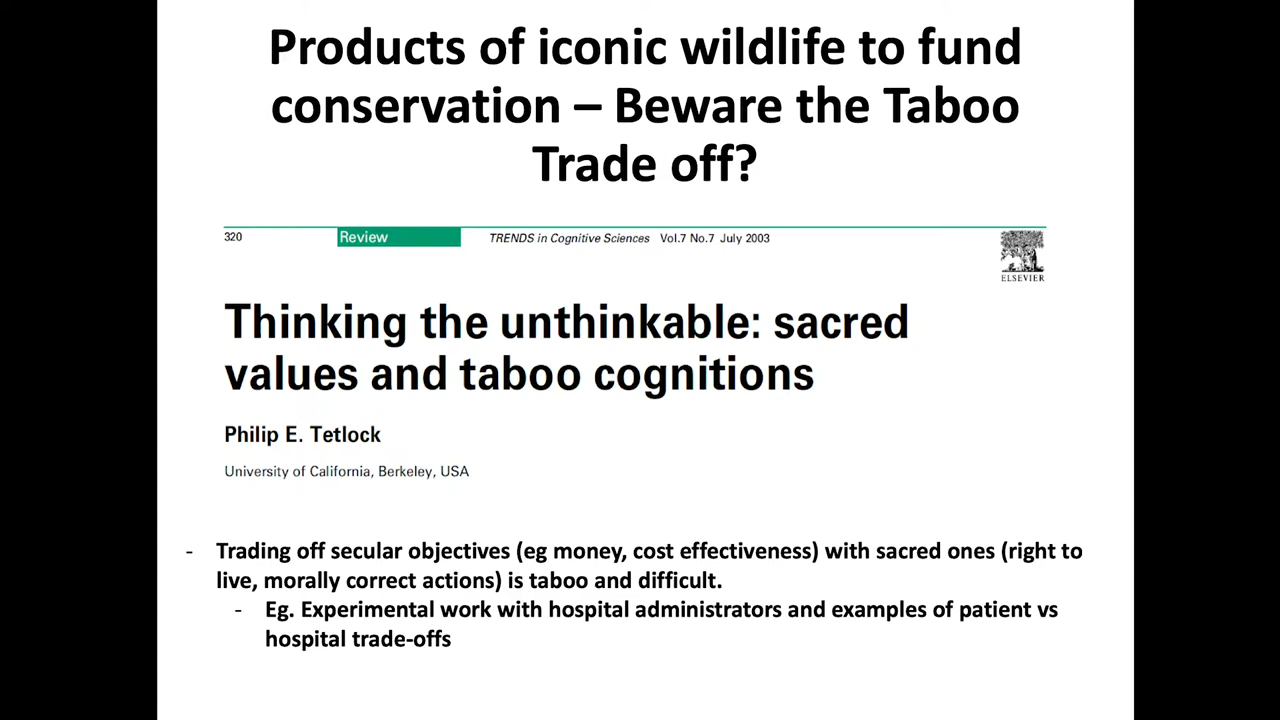 Products of iconic wildlife to fund
conservation – Beware the Taboo
Trade off?
320
Review
TRENDS in Cognitive Sciences Vol.7 No.7 July 2003
ELSEVIER
Thinking the unthinkable: sacred
values and taboo cognitions
Philip E. Tetlock
University of California, Berkeley, USA
- Trading off secular objectives (eg money, cost effectiveness) with sacred ones (right to
live, morally correct actions) is taboo and difficult.
- Eg. Experimental work with hospital administrators and examples of patient vs
hospital trade-offs